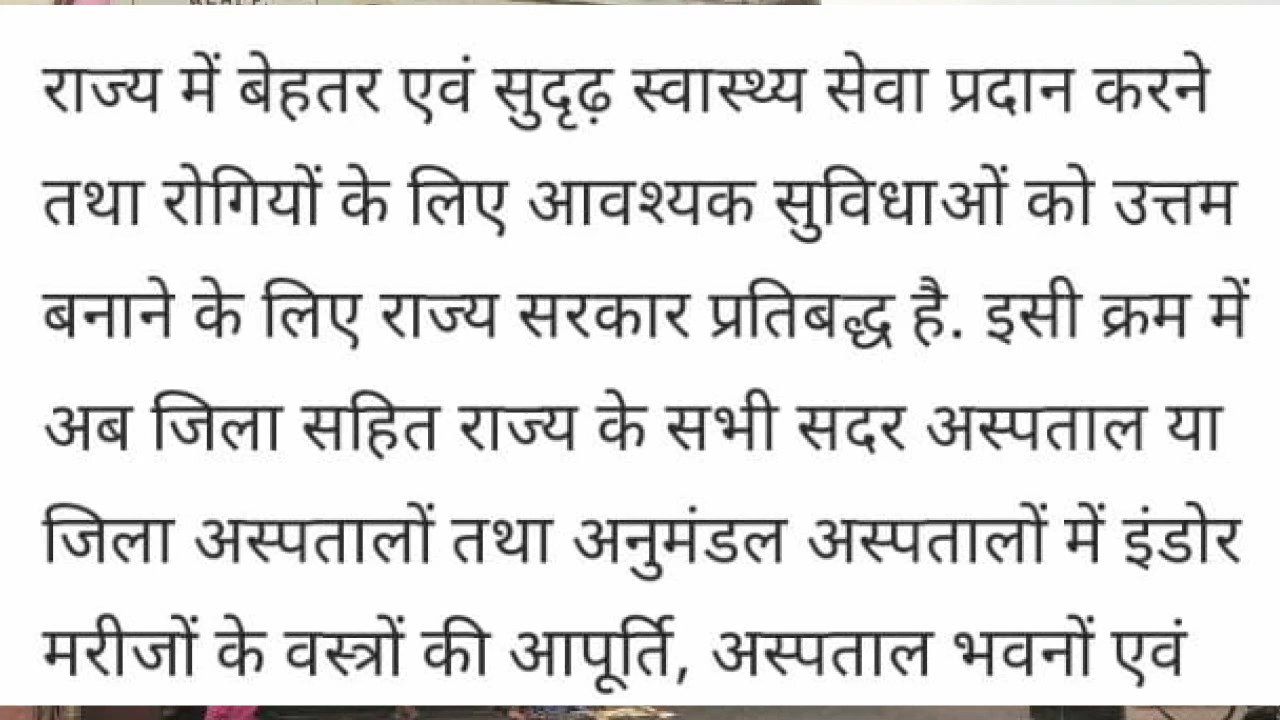 राज्य में बेहतर एवं सुदृढ़ स्वास्थ्य सेवा प्रदान करने
तथा रोगियों के लिए आवश्यक सुविधाओं को उत्तम
बनाने के लिए राज्य सरकार प्रतिबद्ध है. इसी क्रम में
अब जिला सहित राज्य के सभी सदर अस्पताल या
जिला अस्पतालों तथा अनुमंडल अस्पतालों में इंडोर
मरीजों के वस्त्रों की आपूर्ति, अस्पताल भवनों एवं